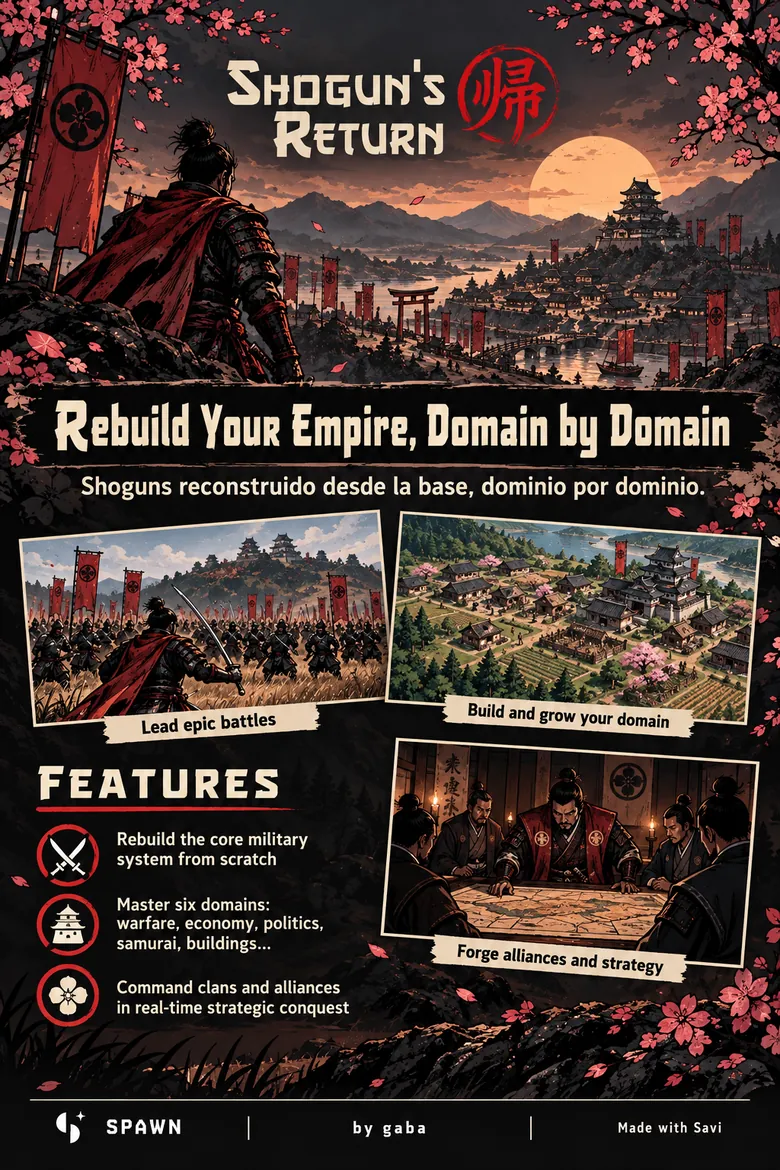 Shogun's
Return
帰
Rebuild Your Empire, Domain by Domain
Shoguns reconstruido desde la base, dominio por dominio.
Lead epic battles
Build and grow your domain
Features
Rebuild the core military
system from scratch
Master six domains:
warfare, economy, politics,
samurai, buildings...
Command clans and alliances
in real-time strategic conquest
Forge alliances and strategy
SPAWN
by gaba
Made with Savi